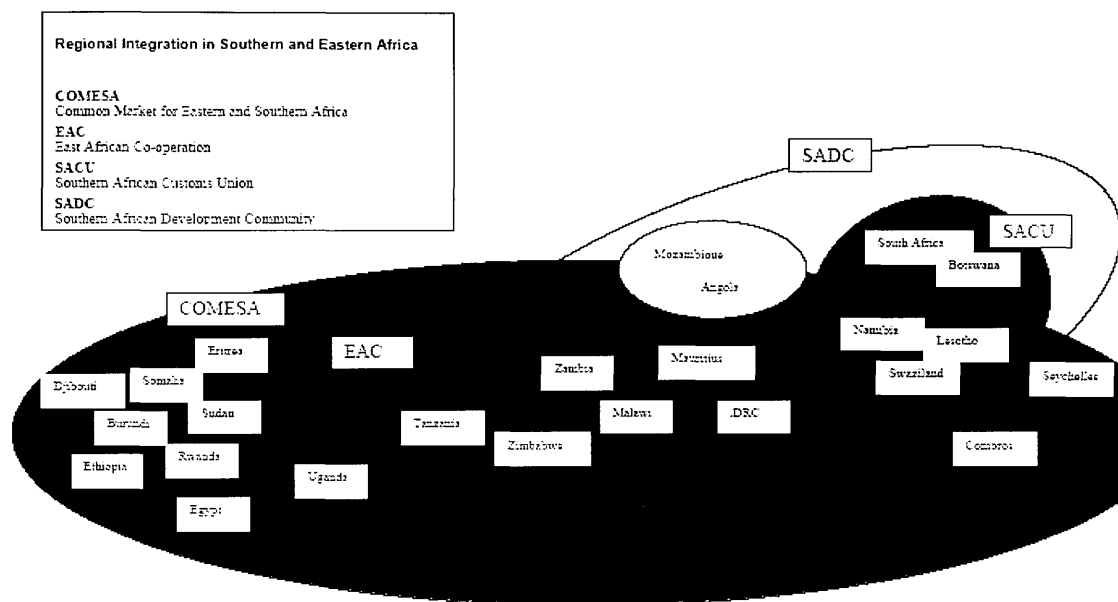 Regional Integration in Southern and Eastern Africa
COMESA
Common Market for Eastern and Southern Africa
EAC
East African Co-operation
SACU
Southern African Customs Union
SADC
Southern African Development Community
SADC
SACU
South Africa
Botswana
Mozambique
Angola
COMESA
EAC
Eritrea
Djibouti
Somalia
Sudan
Burundi
Ethiopia
Rwanda
Egypt
Uganda
Tanzania
Zambia
Zimbabwe
Malawi
Mauritius
DRC
Namibia
Lesotho
Swaziland
Seychelles
Comoros